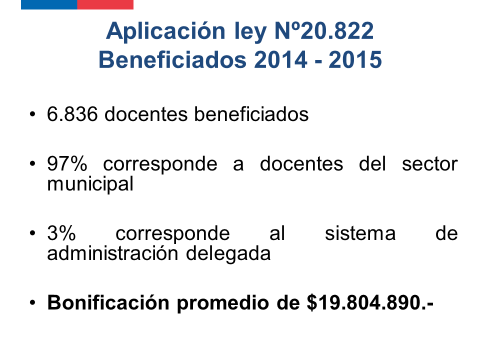 Aplicación ley Nº20.822
Beneficiados 2014 - 2015
• 6.836 docentes beneficiados
• 97% corresponde a docentes del sector
municipal
• 3% corresponde al sistema de
administración delegada
• Bonificación promedio de $19.804.890.-